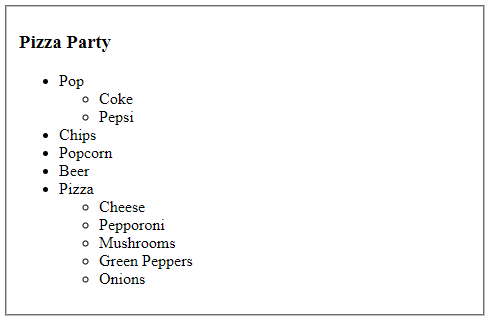 Pizza Party
Pop
Coke
Pepsi
Chips
Popcorn
Beer
Pizza
Cheese
Pepporoni
Mushrooms
Green Peppers
Onions